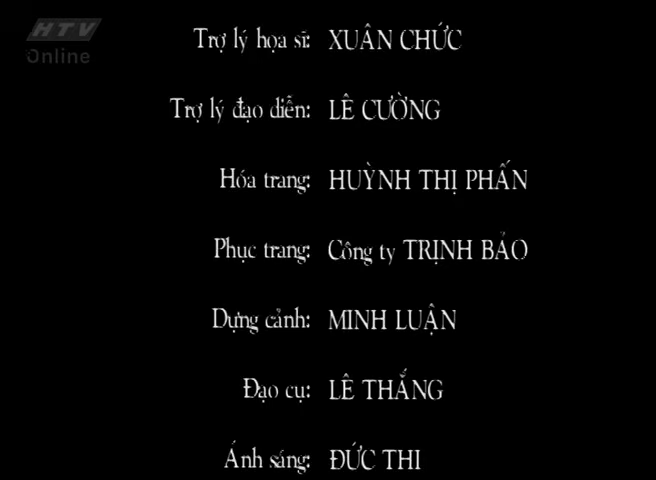 HTV
Online
Trợ lý họa sĩ: XUÂN CHỨC
Trợ lý đạo diễn: LÊ CƯỜNG
Hóa trang: HUỲNH THỊ PHẤN
Phục trang: Công ty TRỊNH BẢO
Dựng cảnh: MINH LUẬN
Đạo cụ: LÊ THẮNG
Ánh sáng: ĐỨC THI